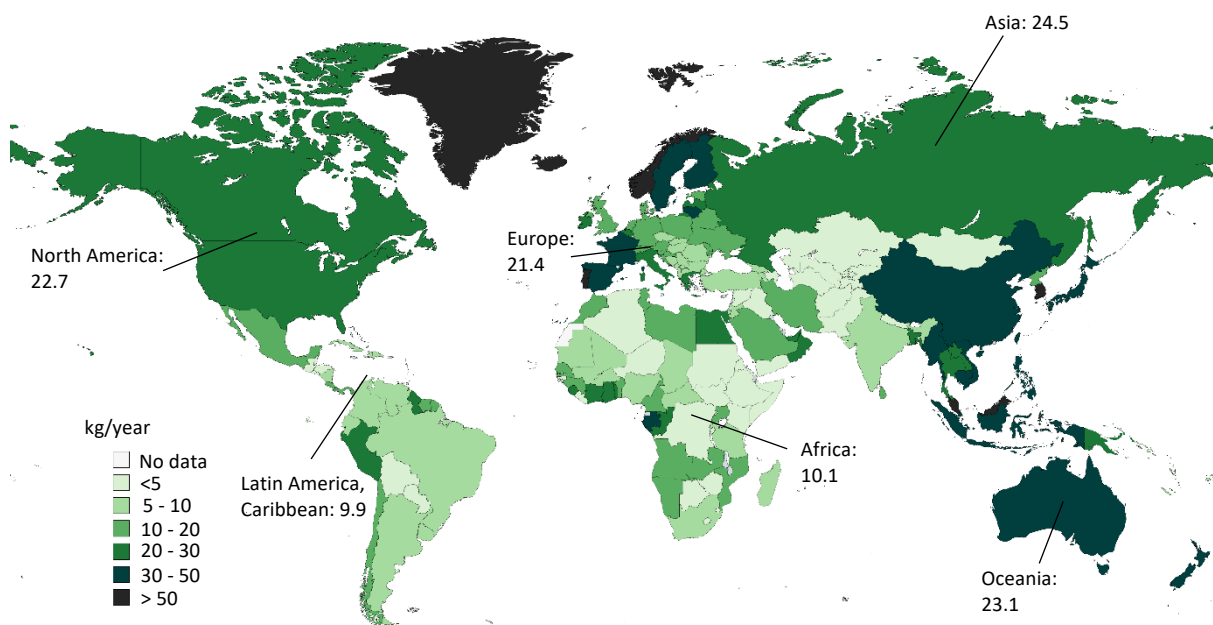 Asia: 24.5
North America:
22.7
Europe:
21.4
kg/year
No data
<5
5 - 10
10 - 20
20 - 30
30 - 50
> 50
Latin America,
Caribbean: 9.9
Africa:
10.1
Oceania:
23.1